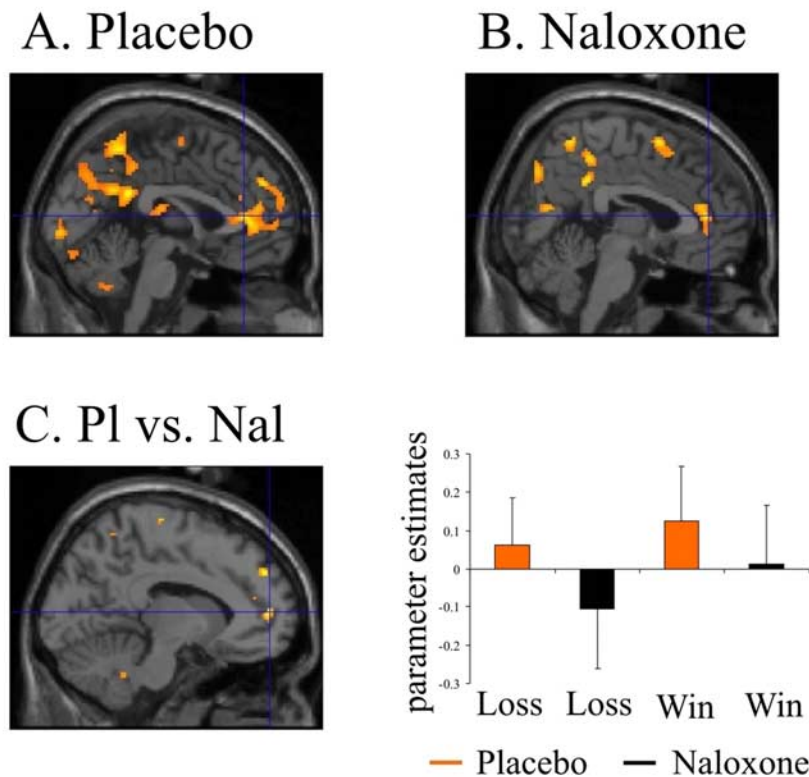 A. Placebo
B. Naloxone
C. Pl vs. Nal
parameter estimates
0.3
0.2
0.1
0
-0.1
-0.2
-0.3
Loss Loss Win Win
Placebo Naloxone